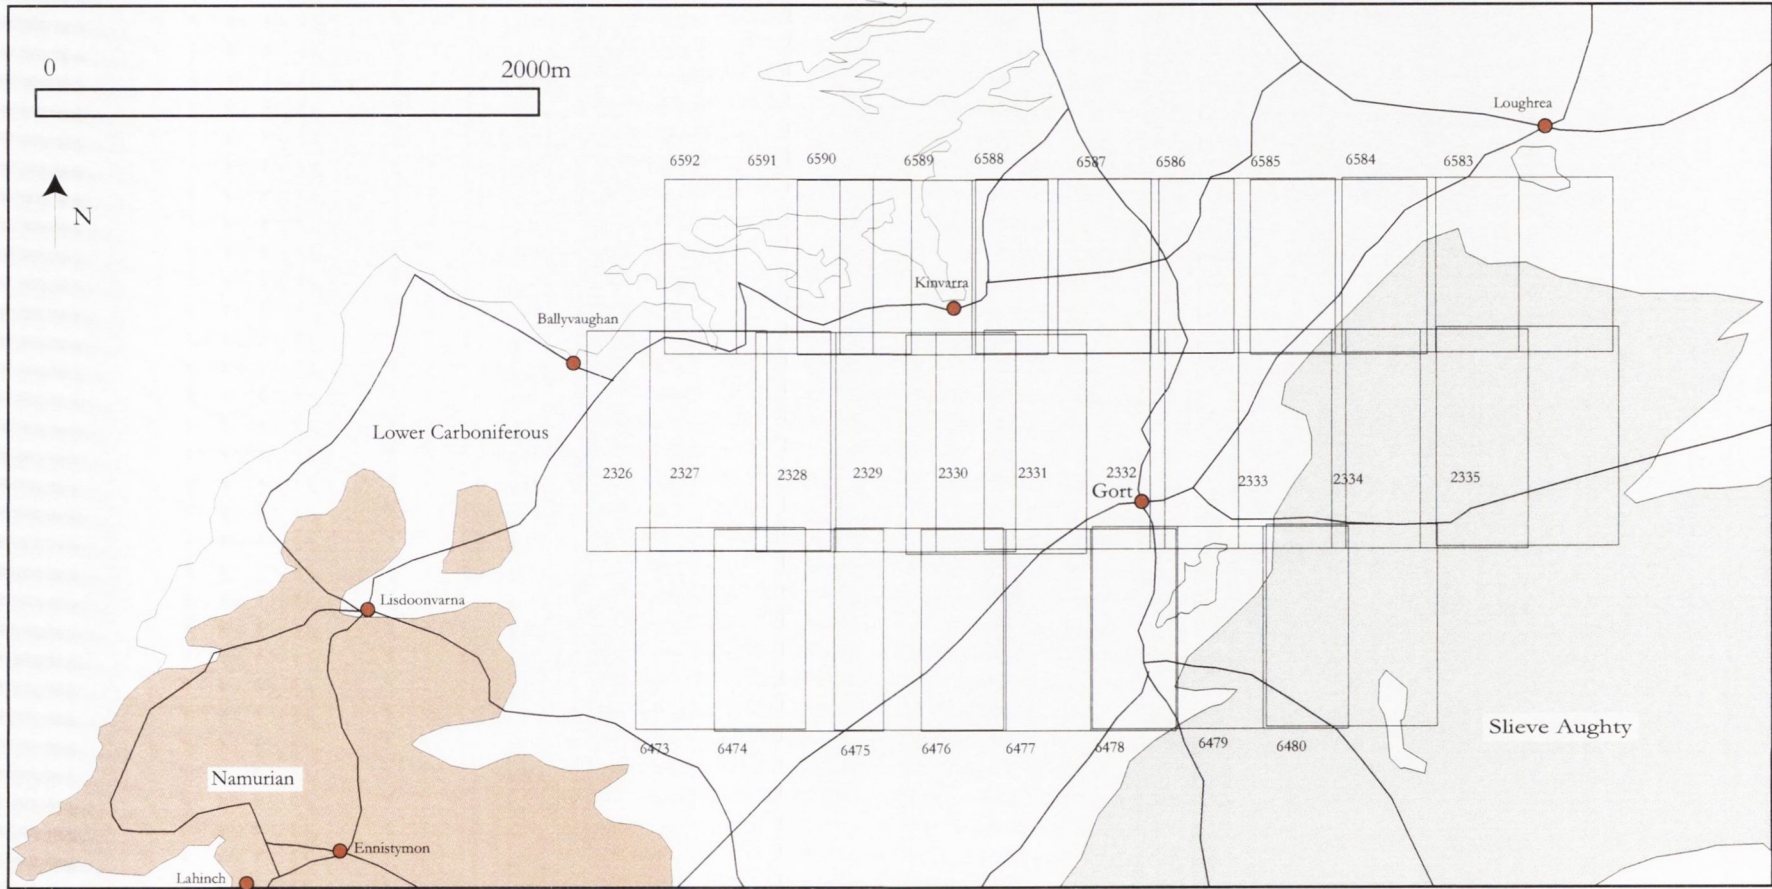 0 2000m
N
Loughrea
6592 6591 6590 6589 6588 6587 6586 6585 6584 6583
Kinvarra
Ballyvaughan
Lower Carboniferous
2326 2327 2328 2329 2330 2331 2332 2333 2334 2335
Gort
Lisdoonvarna
Slieve Aughty
6473 6474 6475 6476 6477 6478 6479 6480
Namurian
Ennistymon
Lahinch